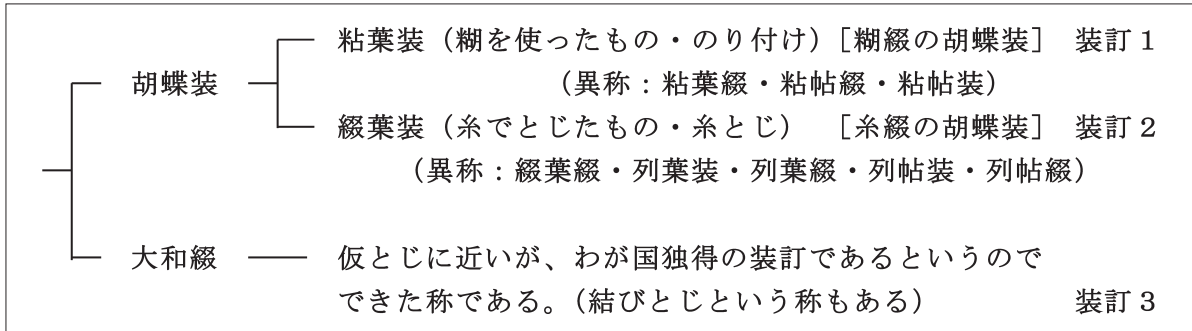 粘葉装（糊を使ったもの・のり付け）［糊綴の胡蝶装］ 装訂１
胡蝶装
（異称：粘葉綴・粘帖綴・粘帖装）
綴葉装（糸でとじたもの・糸とじ） ［糸綴の胡蝶装］ 装訂２
（異称：綴葉綴・列葉装・列葉綴・列帖装・列帖綴）
大和綴 仮とじに近いが、わが国独得の装訂であるというので
できた称である。（結びとじという称もある） 装訂３